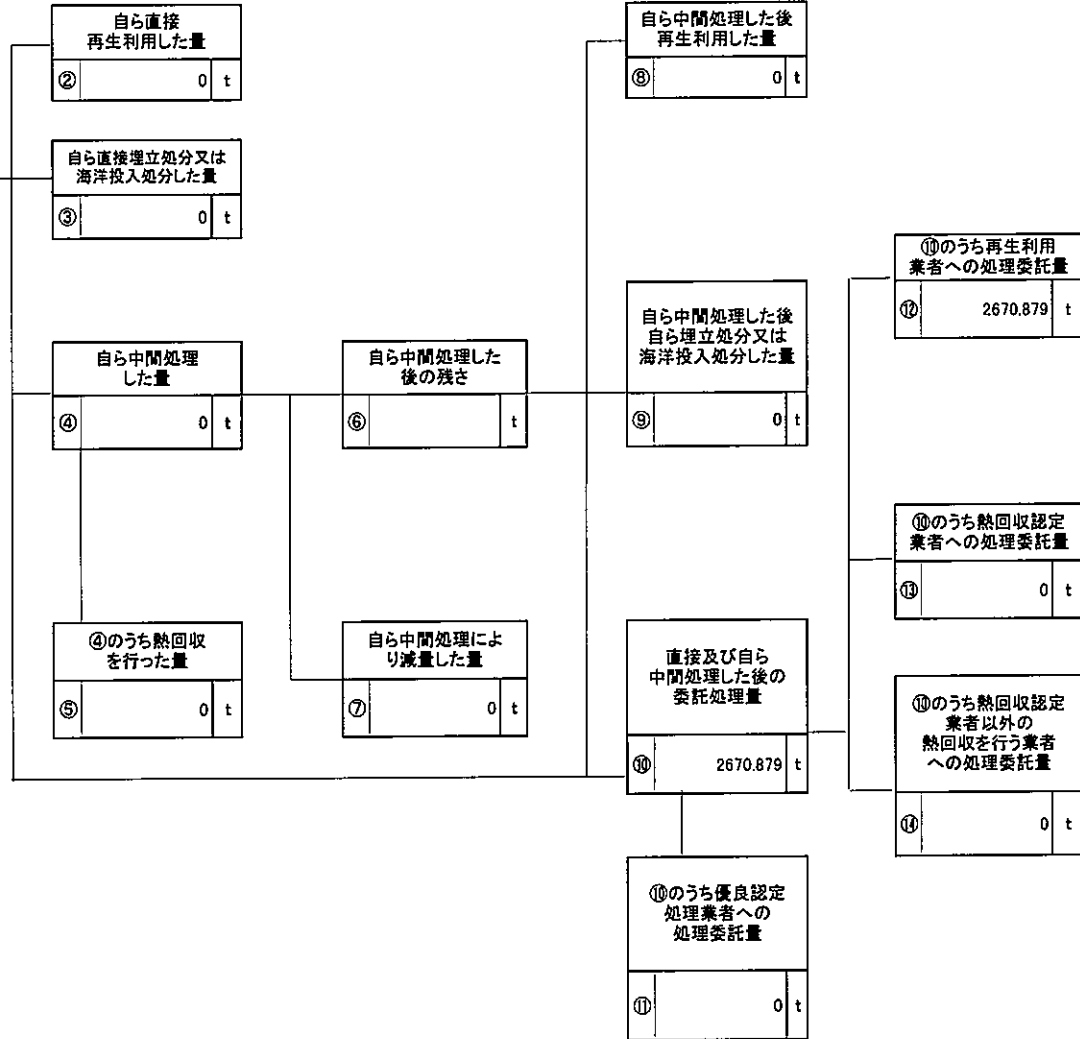 自ら直接
再生利用した量
② 0 t
自ら直接埋立処分又は
海洋投入処分した量
③ 0 t
自ら中間処理
した量
④ 0 t
④のうち熱回収
を行った量
⑤ 0 t
自ら中間処理した
後の残さ
⑥ t
自ら中間処理によ
り減量した量
⑦ 0 t
自ら中間処理した後
再生利用した量
⑧ 0 t
自ら中間処理した後
自ら埋立処分又は
海洋投入処分した量
⑨ 0 t
直接及び自ら
中間処理した後の
委託処理量
⑩ 2670.879 t
⑩のうち優良認定
処理業者への
処理委託量
⑪ 0 t
⑩のうち再生利用
業者への処理委託量
⑫ 2670.879 t
⑩のうち熱回収認定
業者への処理委託量
⑬ 0 t
⑩のうち熱回収認定
業者以外の
熱回収を行う業者
への処理委託量
⑭ 0 t